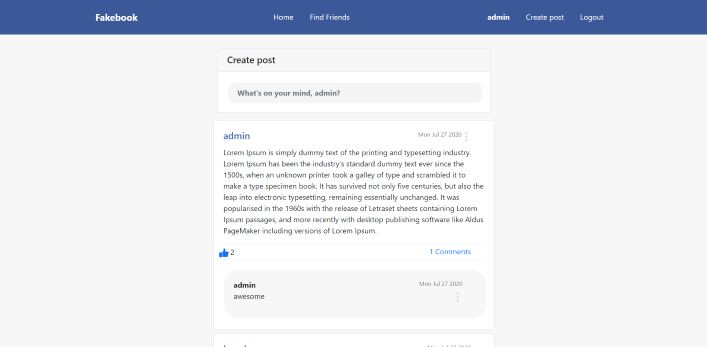 Fakebook Home Find Friends admin Create post Logout
Create post
What's on your mind, admin?
admin Mon Jul 27 2020
Lorem Ipsum is simply dummy text of the printing and typesetting industry.
Lorem Ipsum has been the industry's standard dummy text ever since the
1500s, when an unknown printer took a galley of type and scrambled it to
make a type specimen book. It has survived not only five centuries, but also the
leap into electronic typesetting, remaining essentially unchanged. It was
popularised in the 1960s with the release of Letraset sheets containing Lorem
Ipsum passages, and more recently with desktop publishing software like Aldus
PageMaker including versions of Lorem Ipsum.
2 1 Comments
admin Mon Jul 27 2020
awesome